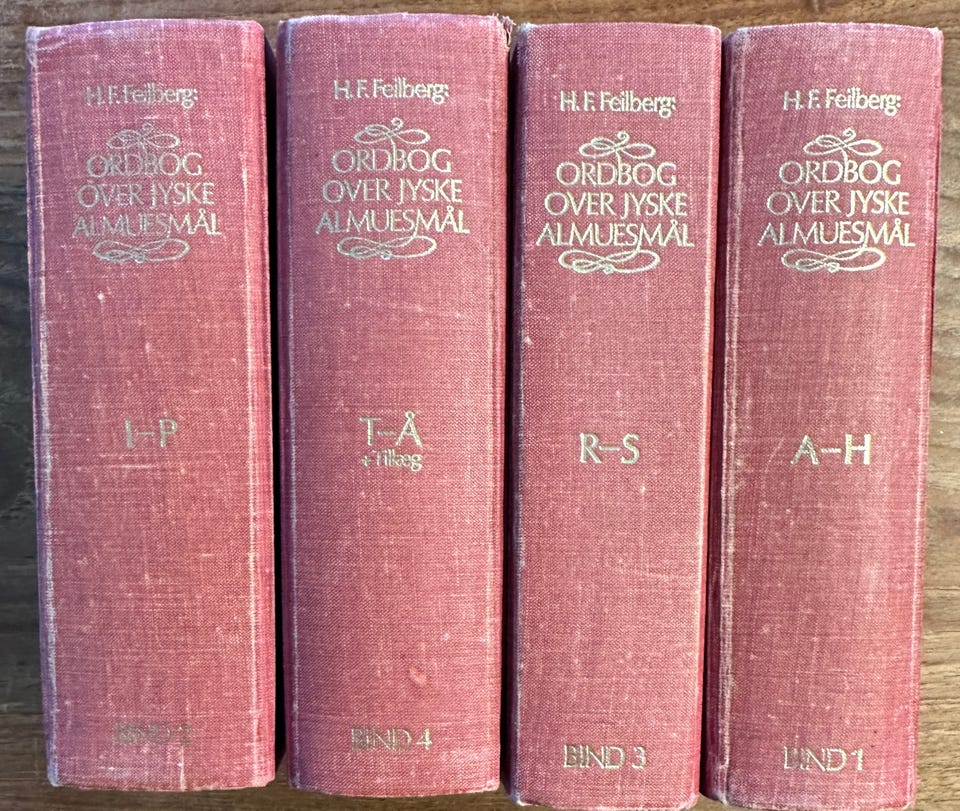 H. F. Feilberg:
ORDBOG
OVER JYSKE
ALMUESMÅL
I–P
BIND 2
H. F. Feilberg:
ORDBOG
OVER JYSKE
ALMUESMÅL
T–Å
+ Tillæg
BIND 4
H. F. Feilberg:
ORDBOG
OVER JYSKE
ALMUESMÅL
R–S
BIND 3
H. F. Feilberg:
ORDBOG
OVER JYSKE
ALMUESMÅL
A–H
BIND 1